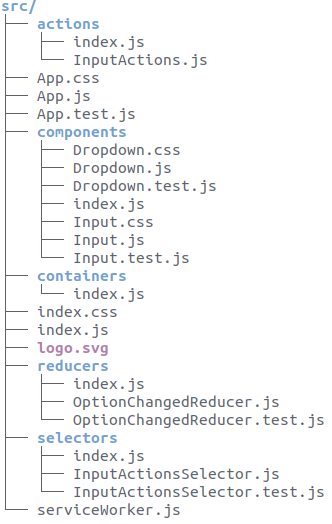 src/
├── actions
│   ├── index.js
│   └── InputActions.js
├── App.css
├── App.js
├── App.test.js
├── components
│   ├── Dropdown.css
│   ├── Dropdown.js
│   ├── Dropdown.test.js
│   ├── index.js
│   ├── Input.css
│   ├── Input.js
│   └── Input.test.js
├── containers
│   └── index.js
├── index.css
├── index.js
├── logo.svg
├── reducers
│   ├── index.js
│   ├── OptionChangedReducer.js
│   └── OptionChangedReducer.test.js
├── selectors
│   ├── index.js
│   ├── InputActionsSelector.js
│   └── InputActionsSelector.test.js
└── serviceWorker.js